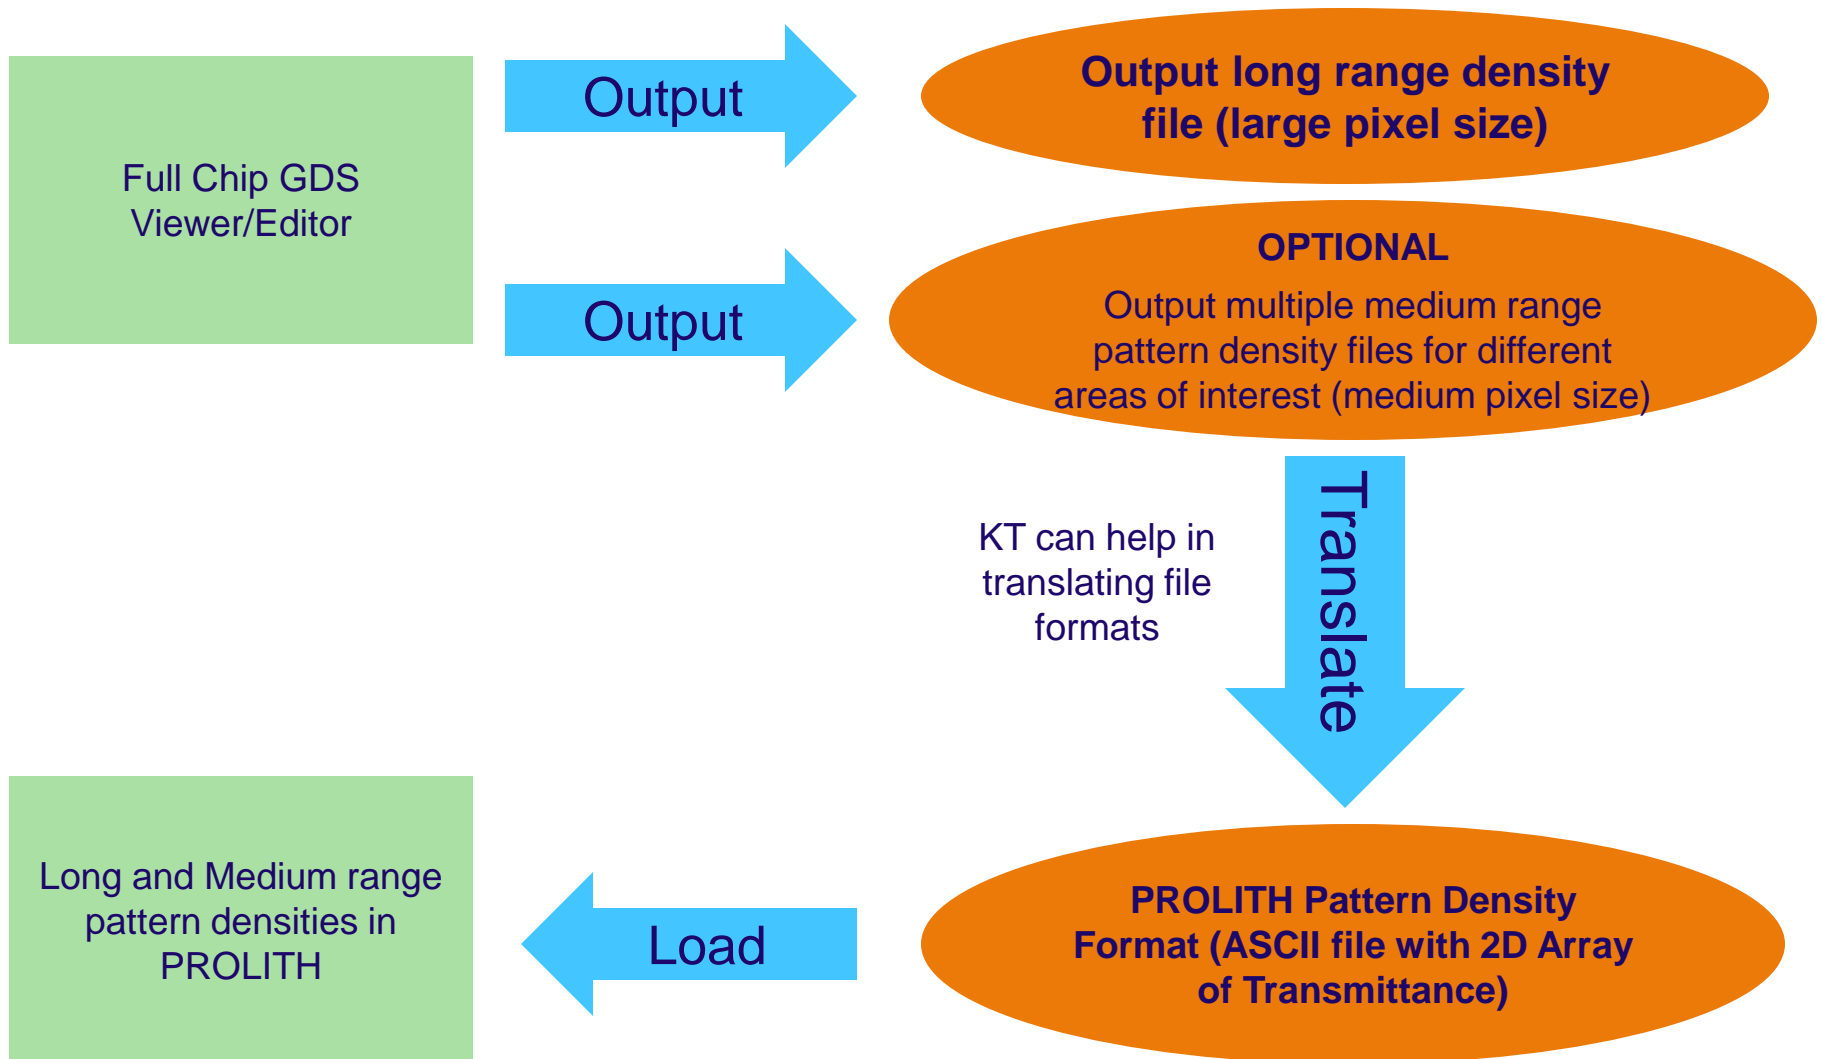 Full Chip GDS
Viewer/Editor
Output
Output long range density
file (large pixel size)
Output
OPTIONAL
Output multiple medium range
pattern density files for different
areas of interest (medium pixel size)
KT can help in
translating file
formats
Translate
Long and Medium range
pattern densities in
PROLITH
Load
PROLITH Pattern Density
Format (ASCII file with 2D Array
of Transmittance)